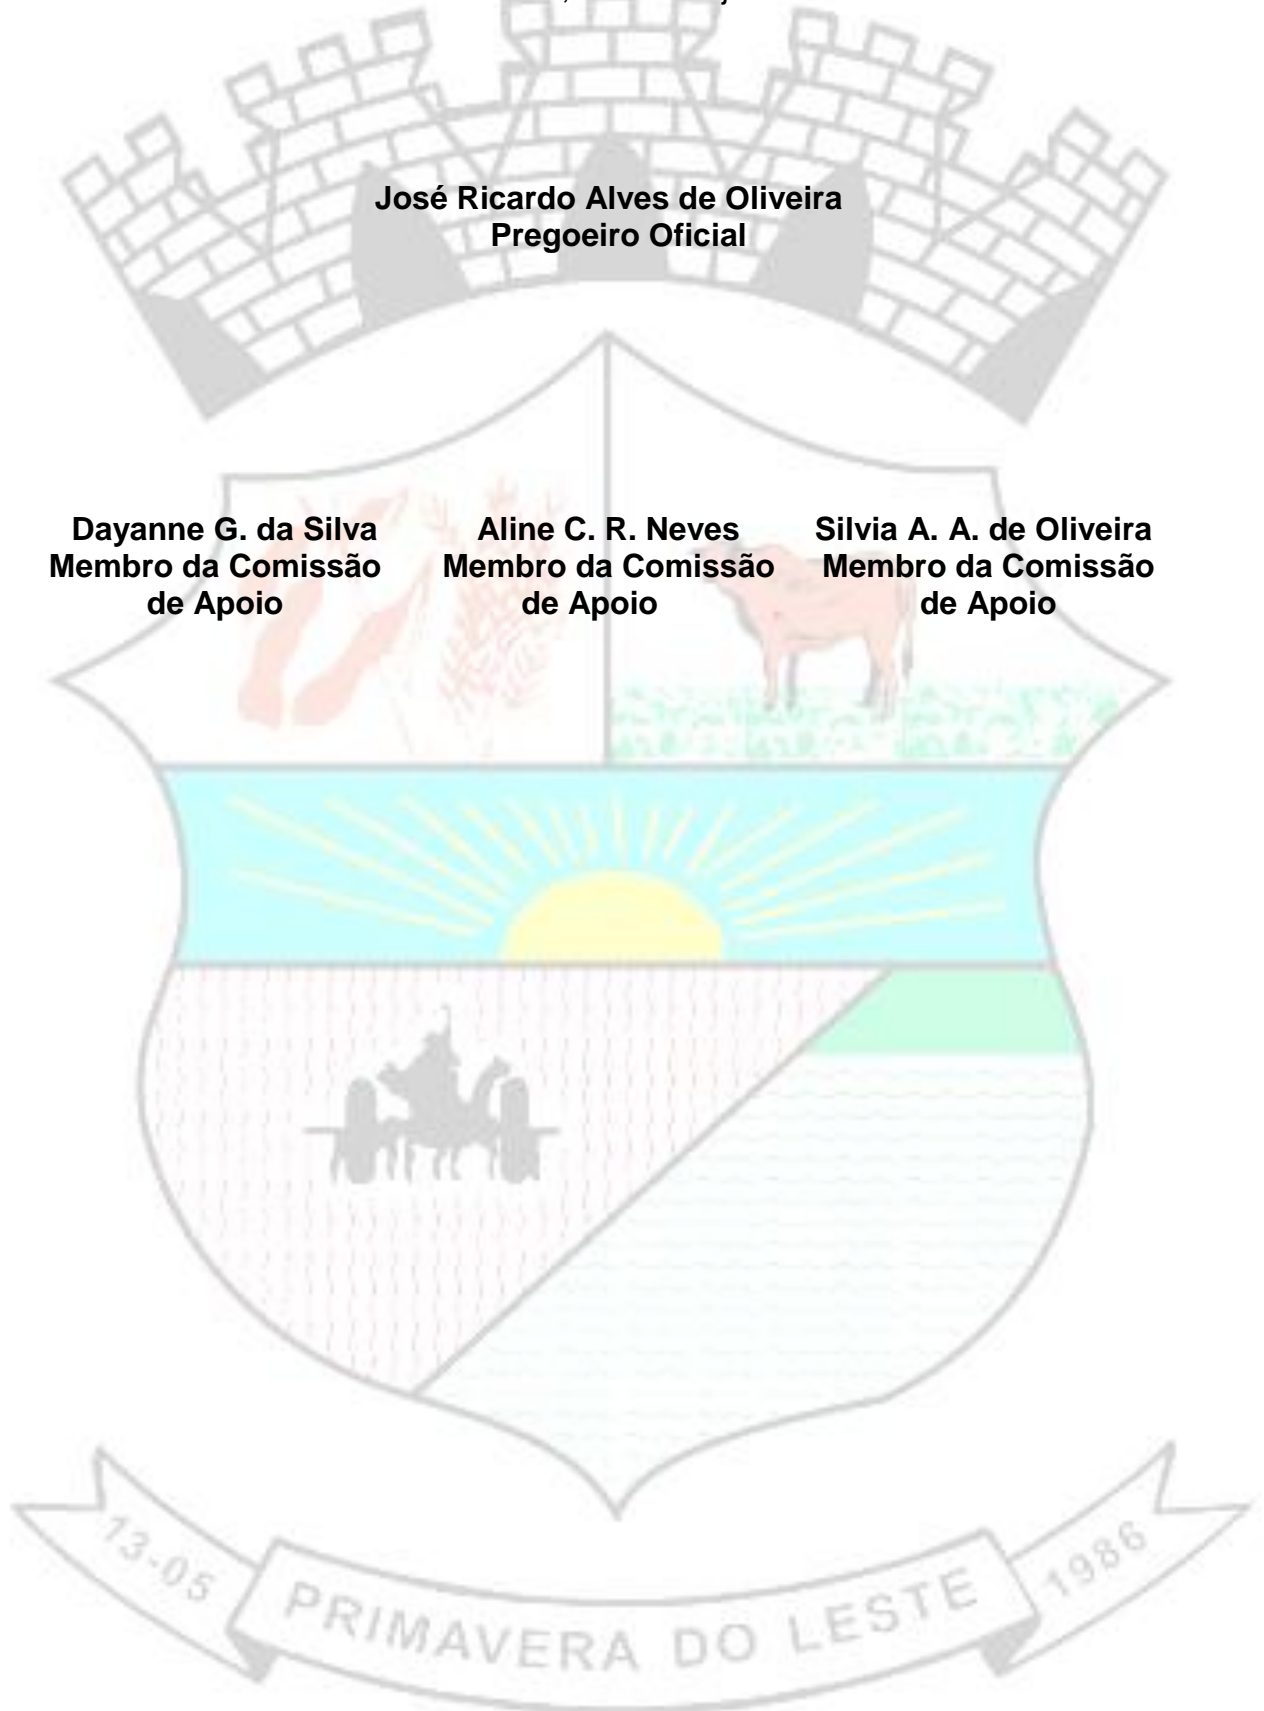 José Ricardo Alves de Oliveira
Pregoeiro Oficial
Dayanne G. da Silva
Membro da Comissão
de Apoio
Aline C. R. Neves
Membro da Comissão
de Apoio
Silvia A. A. de Oliveira
Membro da Comissão
de Apoio
13-05
PRIMAVERA DO LESTE
1986